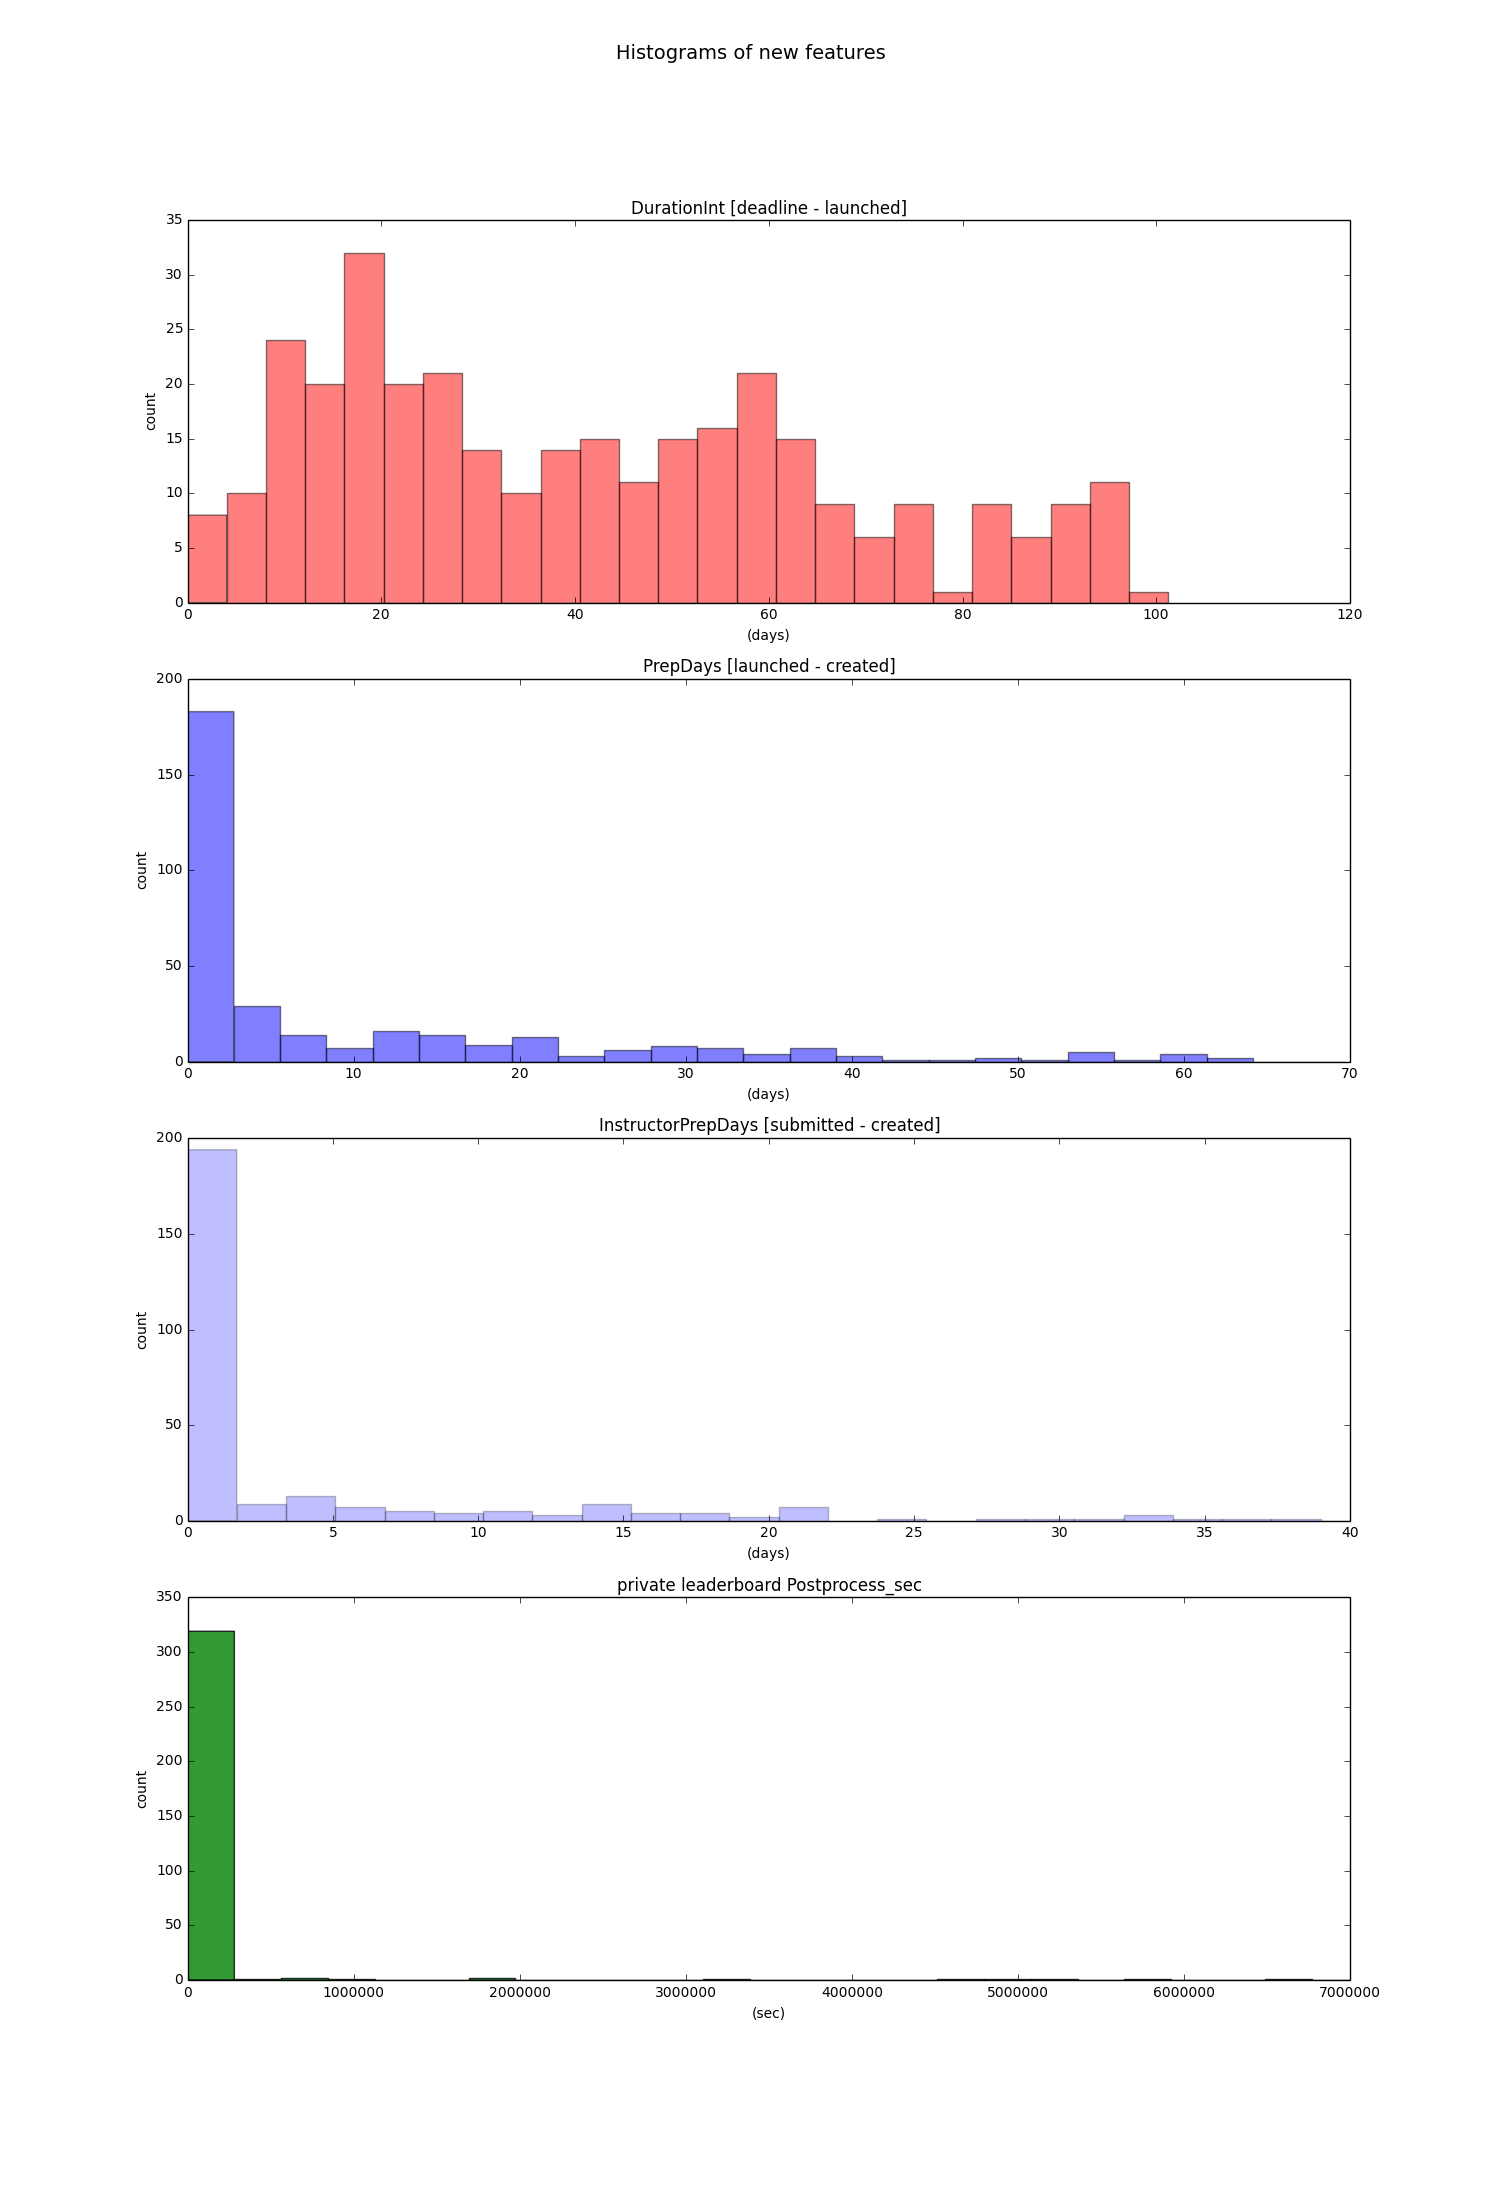 Histograms of new features
DurationInt [deadline - launched]
35
30
25
20
15
10
5
0
count
0 20 40 60 80 100 120
(days)
PrepDays [launched - created]
200
150
100
50
0
count
0 10 20 30 40 50 60 70
(days)
InstructorPrepDays [submitted - created]
200
150
100
50
0
count
0 5 10 15 20 25 30 35 40
(days)
private leaderboard Postprocess_sec
350
300
250
200
150
100
50
0
count
0 1000000 2000000 3000000 4000000 5000000 6000000 7000000
(sec)